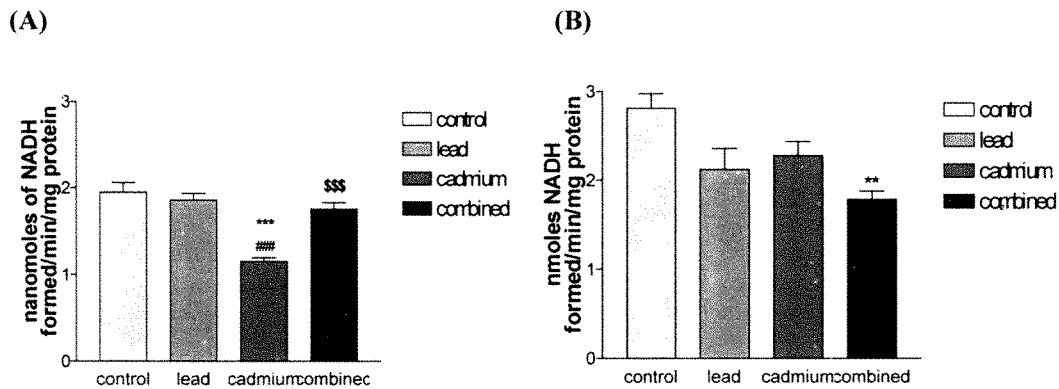 (A)
nanomoles of NADH
formed/min/mg protein
3
2
1
0
***
###
$$$
control
lead
cadmium
combinec
control
lead
cadmium
combined
(B)
nmoles NADH
formed/min/mg protein
3
2
1
0
**
control
lead
cadmium
combined
control
lead
cadmium
combined